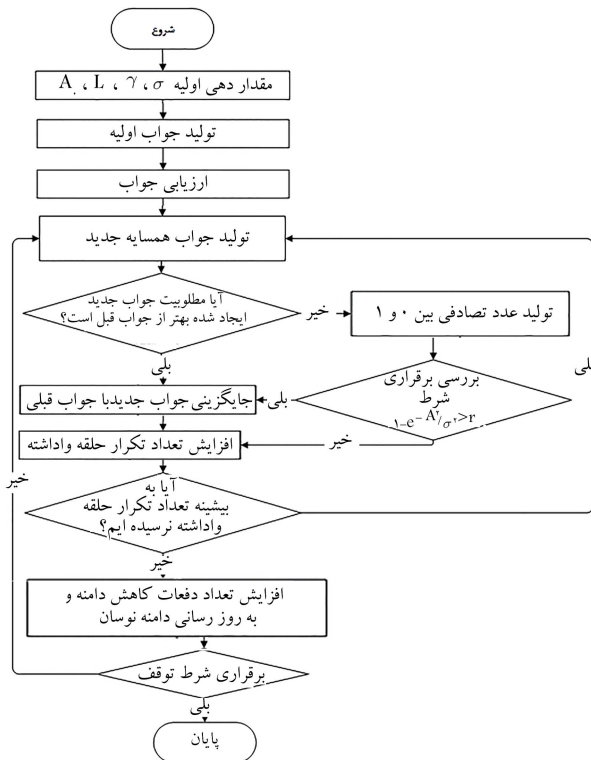 شروع
مقدار دهی اولیه A. ، L ، γ ، σ
تولید جواب اولیه
ارزیابی جواب
تولید جواب همسایه جدید
آیا مطلوبیت جواب جدید
ایجاد شده بهتر از جواب قبل است؟
خیر
تولید عدد تصادفی بین ۰ و ۱
بلی
بررسی برقراری
شرط
۱-e-A۲/σ۲>r
بلی
بلی
جایگزینی جواب جدیدبا جواب قبلی
خیر
افزایش تعداد تکرار حلقه واداشته
خیر
آیا به
بیشینه تعداد تکرار حلقه
واداشته نرسیده ایم؟
خیر
افزایش تعداد دفعات کاهش دامنه و
به روز رسانی دامنه نوسان
برقراری شرط توقف
بلی
پایان